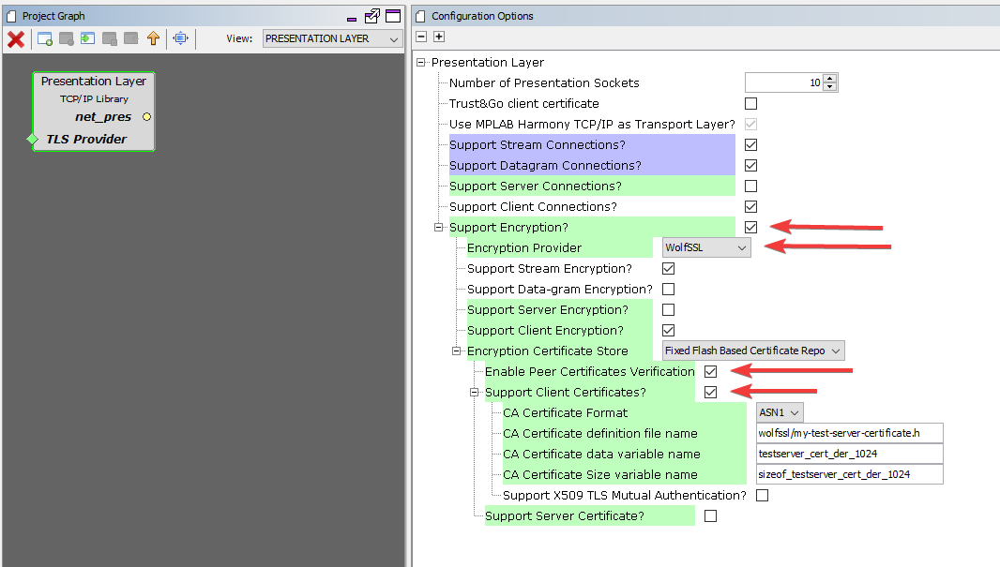 Project Graph
View: PRESENTATION LAYER
Presentation Layer
TCP/IP Library
net_pres
TLS Provider
Configuration Options
Presentation Layer
Number of Presentation Sockets 10
Trust&Go client certificate
Use MPLAB Harmony TCP/IP as Transport Layer?
Support Stream Connections?
Support Datagram Connections?
Support Server Connections?
Support Client Connections?
Support Encryption?
Encryption Provider WolfSSL
Support Stream Encryption?
Support Data-gram Encryption?
Support Server Encryption?
Support Client Encryption?
Encryption Certificate Store Fixed Flash Based Certificate Repo
Enable Peer Certificates Verification
Support Client Certificates?
CA Certificate Format ASN1
CA Certificate definition file name wolfssl/my-test-server-certificate.h
CA Certificate data variable name testserver_cert_der_1024
CA Certificate Size variable name sizeof_testserver_cert_der_1024
Support X509 TLS Mutual Authentication?
Support Server Certificate?